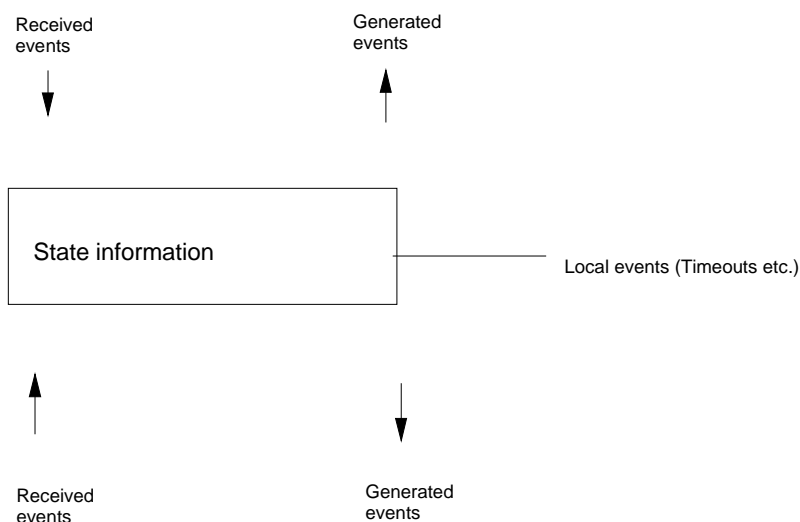 Received
events
Generated
events
State information
Local events (Timeouts etc.)
Received
events
Generated
events